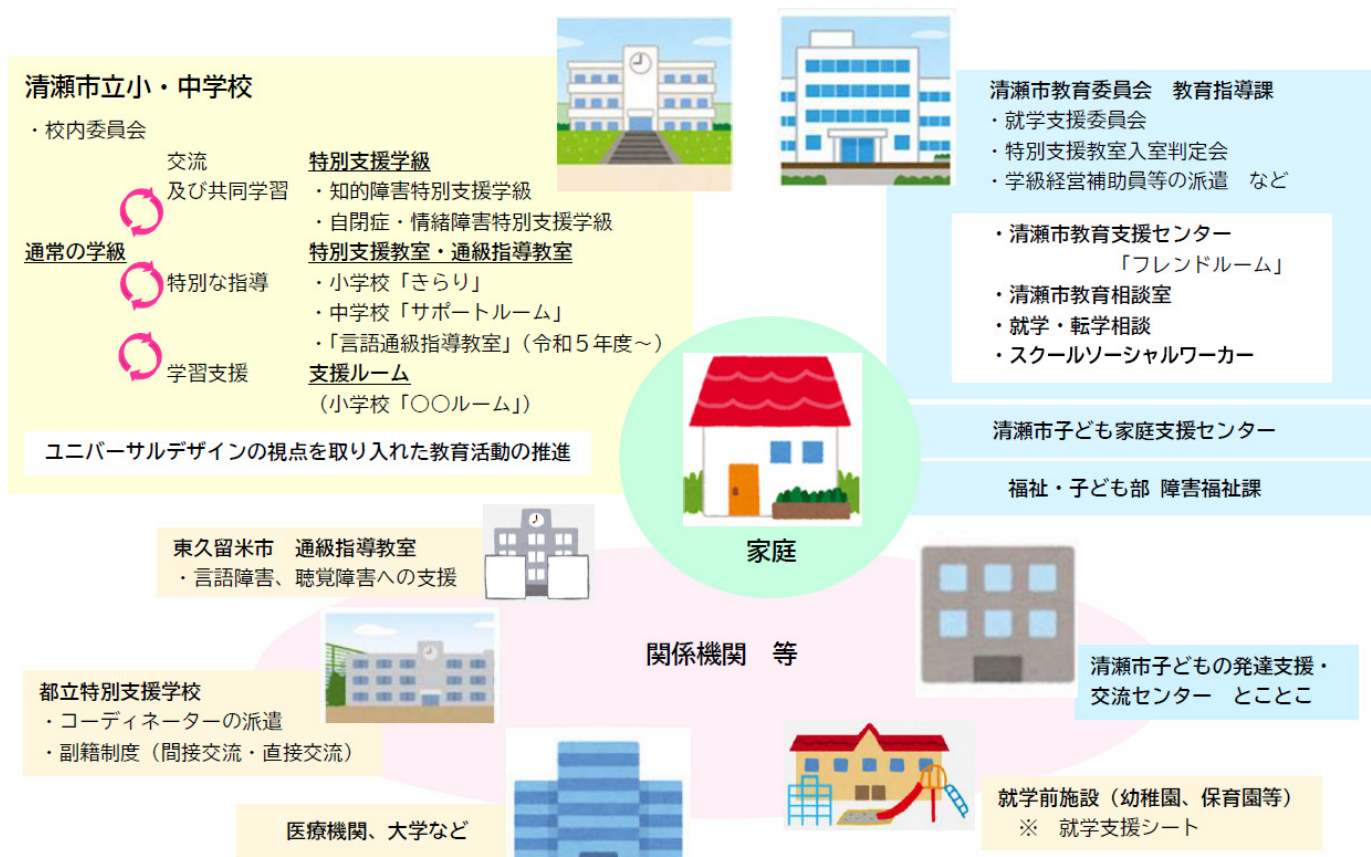 清瀬市立小・中学校
・校内委員会
交流
及び共同学習
特別支援学級
・知的障害特別支援学級
・自閉症・情緒障害特別支援学級
通常の学級
特別支援教室・通級指導教室
特別な指導
・小学校「きらり」
・中学校「サポートルーム」
・「言語通級指導教室」（令和５年度～）
学習支援
支援ルーム
（小学校「○○ルーム」）
ユニバーサルデザインの視点を取り入れた教育活動の推進
清瀬市教育委員会　教育指導課
・就学支援委員会
・特別支援教室入室判定会
・学級経営補助員等の派遣　など
・清瀬市教育支援センター
「フレンドルーム」
・清瀬市教育相談室
・就学・転学相談
・スクールソーシャルワーカー
清瀬市子ども家庭支援センター
福祉・子ども部 障害福祉課
家庭
東久留米市　通級指導教室
・言語障害、聴覚障害への支援
関係機関　等
都立特別支援学校
・コーディネーターの派遣
・副籍制度（間接交流・直接交流）
清瀬市子どもの発達支援・
交流センター　とことこ
医療機関、大学など
就学前施設（幼稚園、保育園等）
※　就学支援シート